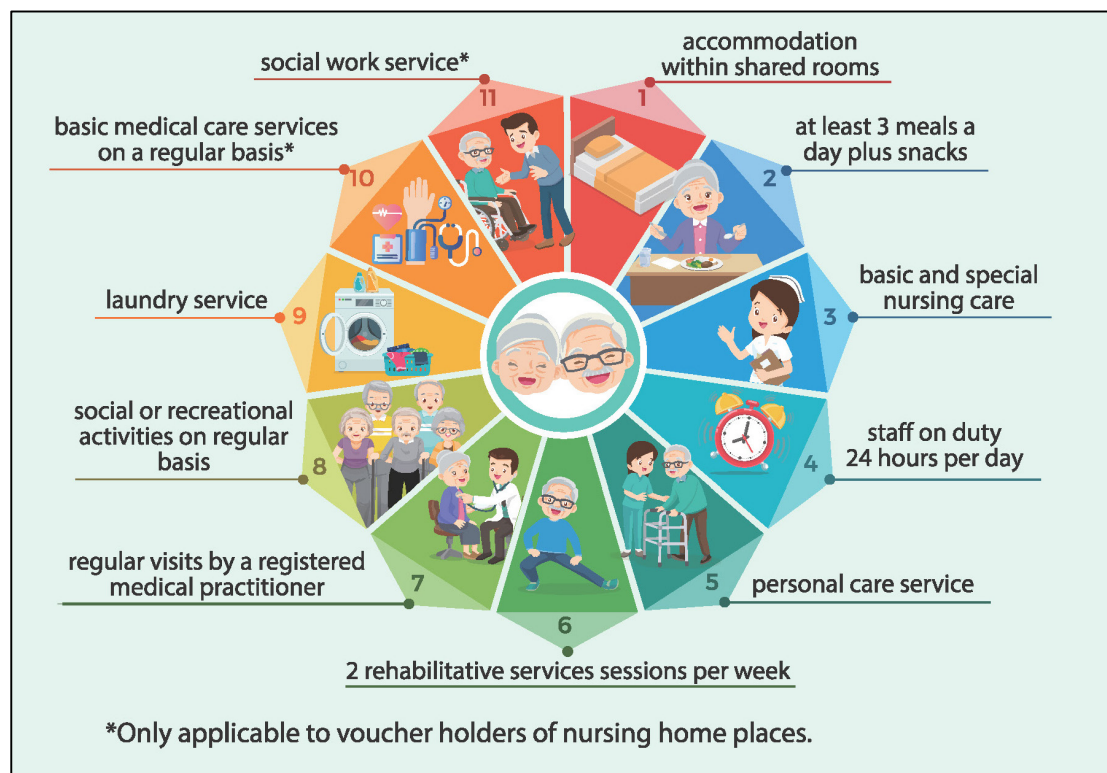 1
accommodation
within shared rooms
2
at least 3 meals a
day plus snacks
3
basic and special
nursing care
4
staff on duty
24 hours per day
5
personal care service
6
2 rehabilitative services sessions per week
7
regular visits by a registered
medical practitioner
8
social or recreational
activities on regular
basis
9
laundry service
10
basic medical care services
on a regular basis*
11
social work service*
*Only applicable to voucher holders of nursing home places.